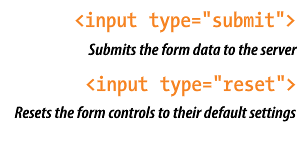 <input type="submit">
Submits the form data to the server
<input type="reset">
Resets the form controls to their default settings